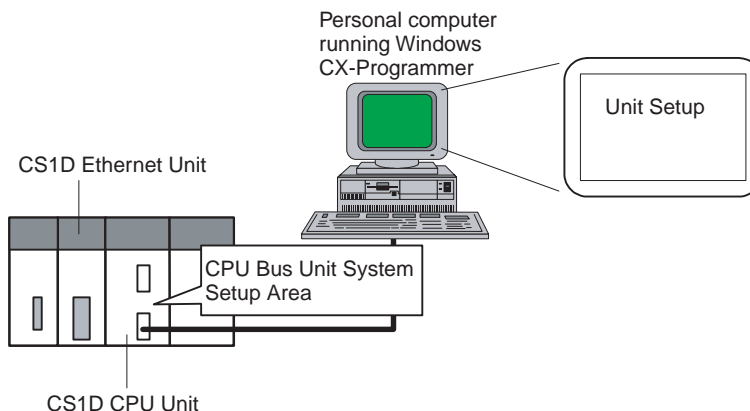 Personal computer
running Windows
CX-Programmer
Unit Setup
CS1D Ethernet Unit
CPU Bus Unit System
Setup Area
CS1D CPU Unit